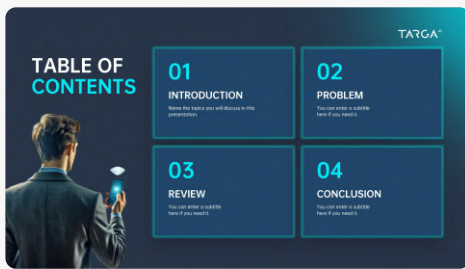 TARGA™
TABLE OF
CONTENTS
01
INTRODUCTION
Name the topics you will discuss in this
presentation.
02
PROBLEM
You can enter a subtitle
here if you need it.
03
REVIEW
You can enter a subtitle
here if you need it.
04
CONCLUSION
You can enter a subtitle
here if you need it.